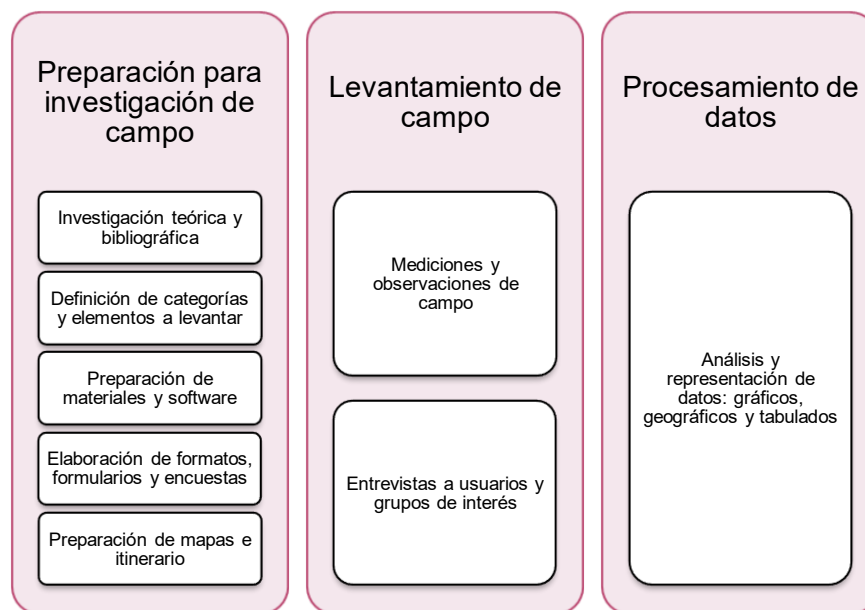 Preparación para
investigación de
campo
Investigación teórica y
bibliográfica
Definición de categorías
y elementos a levantar
Preparación de
materiales y software
Elaboración de formatos,
formularios y encuestas
Preparación de mapas e
itinerario
Levantamiento de
campo
Mediciones y
observaciones de
campo
Entrevistas a usuarios y
grupos de interés
Procesamiento de
datos
Análisis y
representación de
datos: gráficos,
geográficos y tabulados